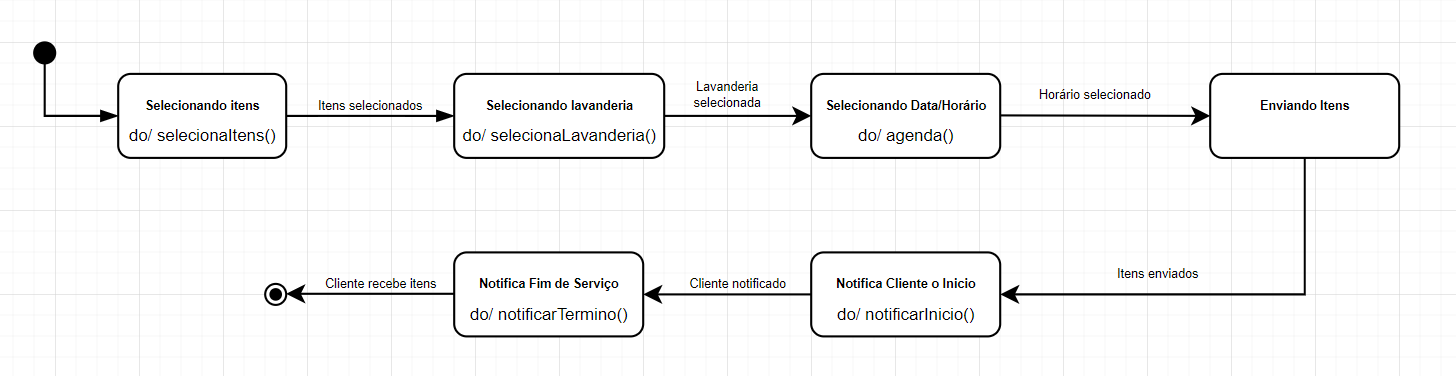 Selecionando itens
do/ selecionaItens()
Itens selecionados
Selecionando lavanderia
do/ selecionaLavanderia()
Lavanderia
selecionada
Selecionando Data/Horário
do/ agenda()
Horário selecionado
Enviando Itens
Itens enviados
Notifica Cliente o Inicio
do/ notificarInicio()
Cliente notificado
Notifica Fim de Serviço
do/ notificarTermino()
Cliente recebe itens